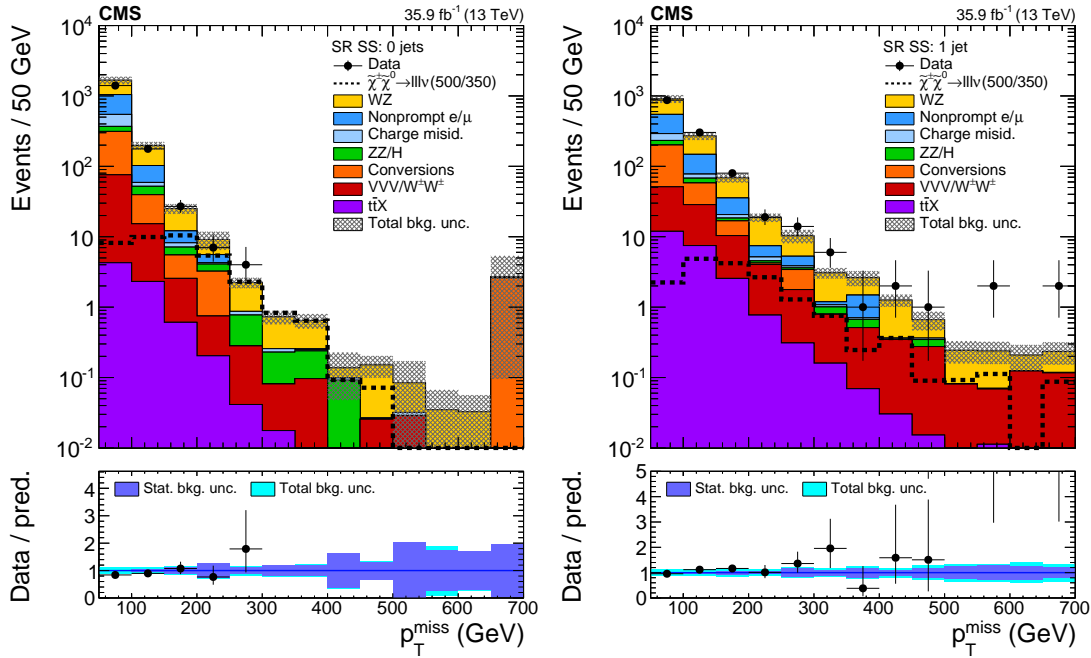 CMS 35.9 fb⁻¹ (13 TeV)
Events / 50 GeV
10⁴
10³
10²
10
1
10⁻¹
10⁻²
SR SS: 0 jets
Data
χ̃±χ̃⁰→lllν(500/350)
WZ
Nonprompt e/μ
Charge misid.
ZZ/H
Conversions
VVV/W±W±
tt̄X
Total bkg. unc.
Data / pred.
5
4
3
2
1
0
Stat. bkg. unc. Total bkg. unc.
100 200 300 400 500 600 700
p_T^miss (GeV)
CMS 35.9 fb⁻¹ (13 TeV)
Events / 50 GeV
10⁴
10³
10²
10
1
10⁻¹
10⁻²
SR SS: 1 jet
Data
χ̃±χ̃⁰→lllν(500/350)
WZ
Nonprompt e/μ
Charge misid.
ZZ/H
Conversions
VVV/W±W±
tt̄X
Total bkg. unc.
Data / pred.
5
4
3
2
1
0
Stat. bkg. unc. Total bkg. unc.
100 200 300 400 500 600 700
p_T^miss (GeV)